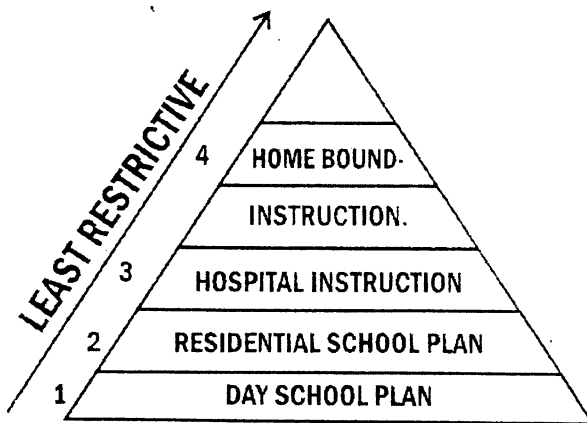 LEAST RESTRICTIVE
4 HOME BOUND-
INSTRUCTION.
3 HOSPITAL INSTRUCTION
2 RESIDENTIAL SCHOOL PLAN
1 DAY SCHOOL PLAN